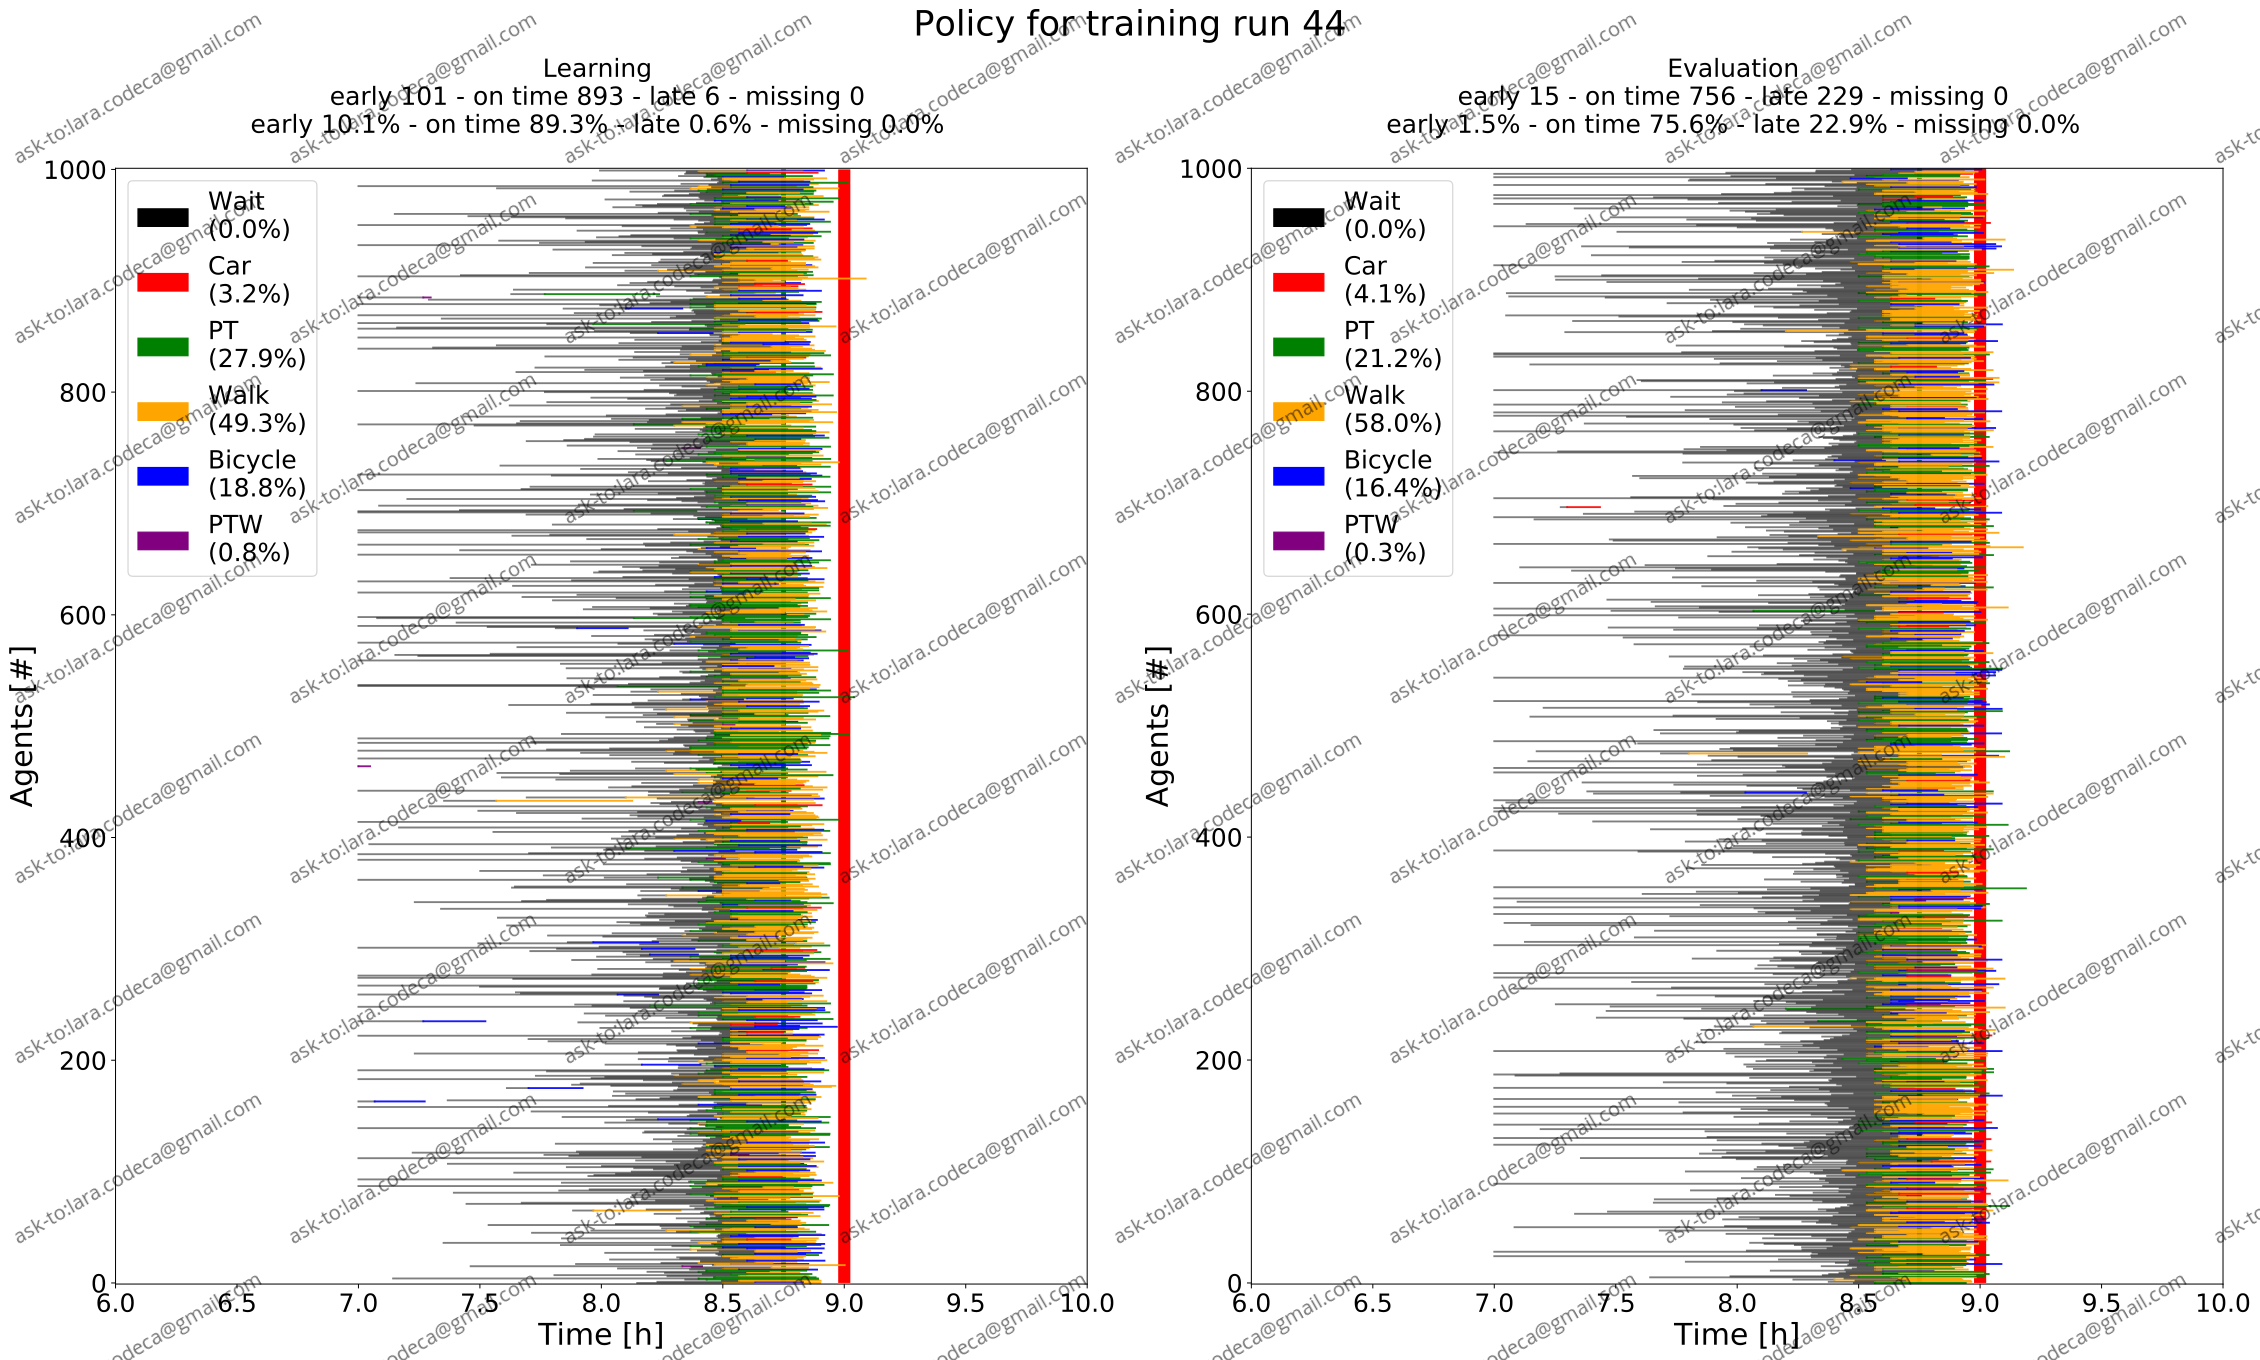 Policy for training run 44
Learning
early 101 - on time 893 - late 6 - missing 0
early 10.1% - on time 89.3% - late 0.6% - missing 0.0%
Evaluation
early 15 - on time 756 - late 229 - missing 0
early 1.5% - on time 75.6% - late 22.9% - missing 0.0%
1000
800
600
400
200
0
Agents [#]
Wait
(0.0%)
Car
(3.2%)
PT
(27.9%)
Walk
(49.3%)
Bicycle
(18.8%)
PTW
(0.8%)
6.0 6.5 7.0 7.5 8.0 8.5 9.0 9.5 10.0
Time [h]
1000
800
600
400
200
0
Agents [#]
Wait
(0.0%)
Car
(4.1%)
PT
(21.2%)
Walk
(58.0%)
Bicycle
(16.4%)
PTW
(0.3%)
6.0 6.5 7.0 7.5 8.0 8.5 9.0 9.5 10.0
Time [h]
ask-to:lara.codeca@gmail.com